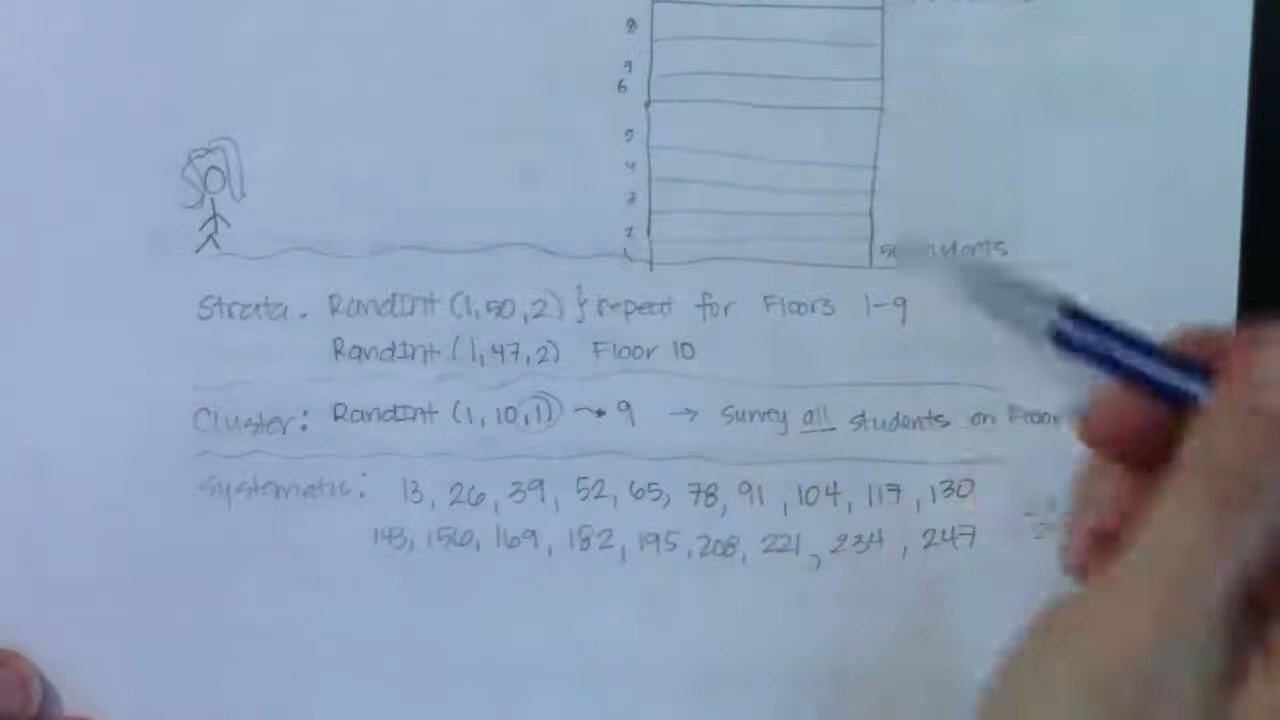 8
7
6
5
4
3
2
1
students
Strata. RandInt (1,50,2) } repeat for Floors 1-9
RandInt (1,47,2) Floor 10
Cluster: RandInt (1,10,1) → 9 → Survey all students on Floor
Systematic: 13, 26, 39, 52, 65, 78, 91, 104, 117, 130
143, 156, 169, 182, 195, 208, 221, 234, 247